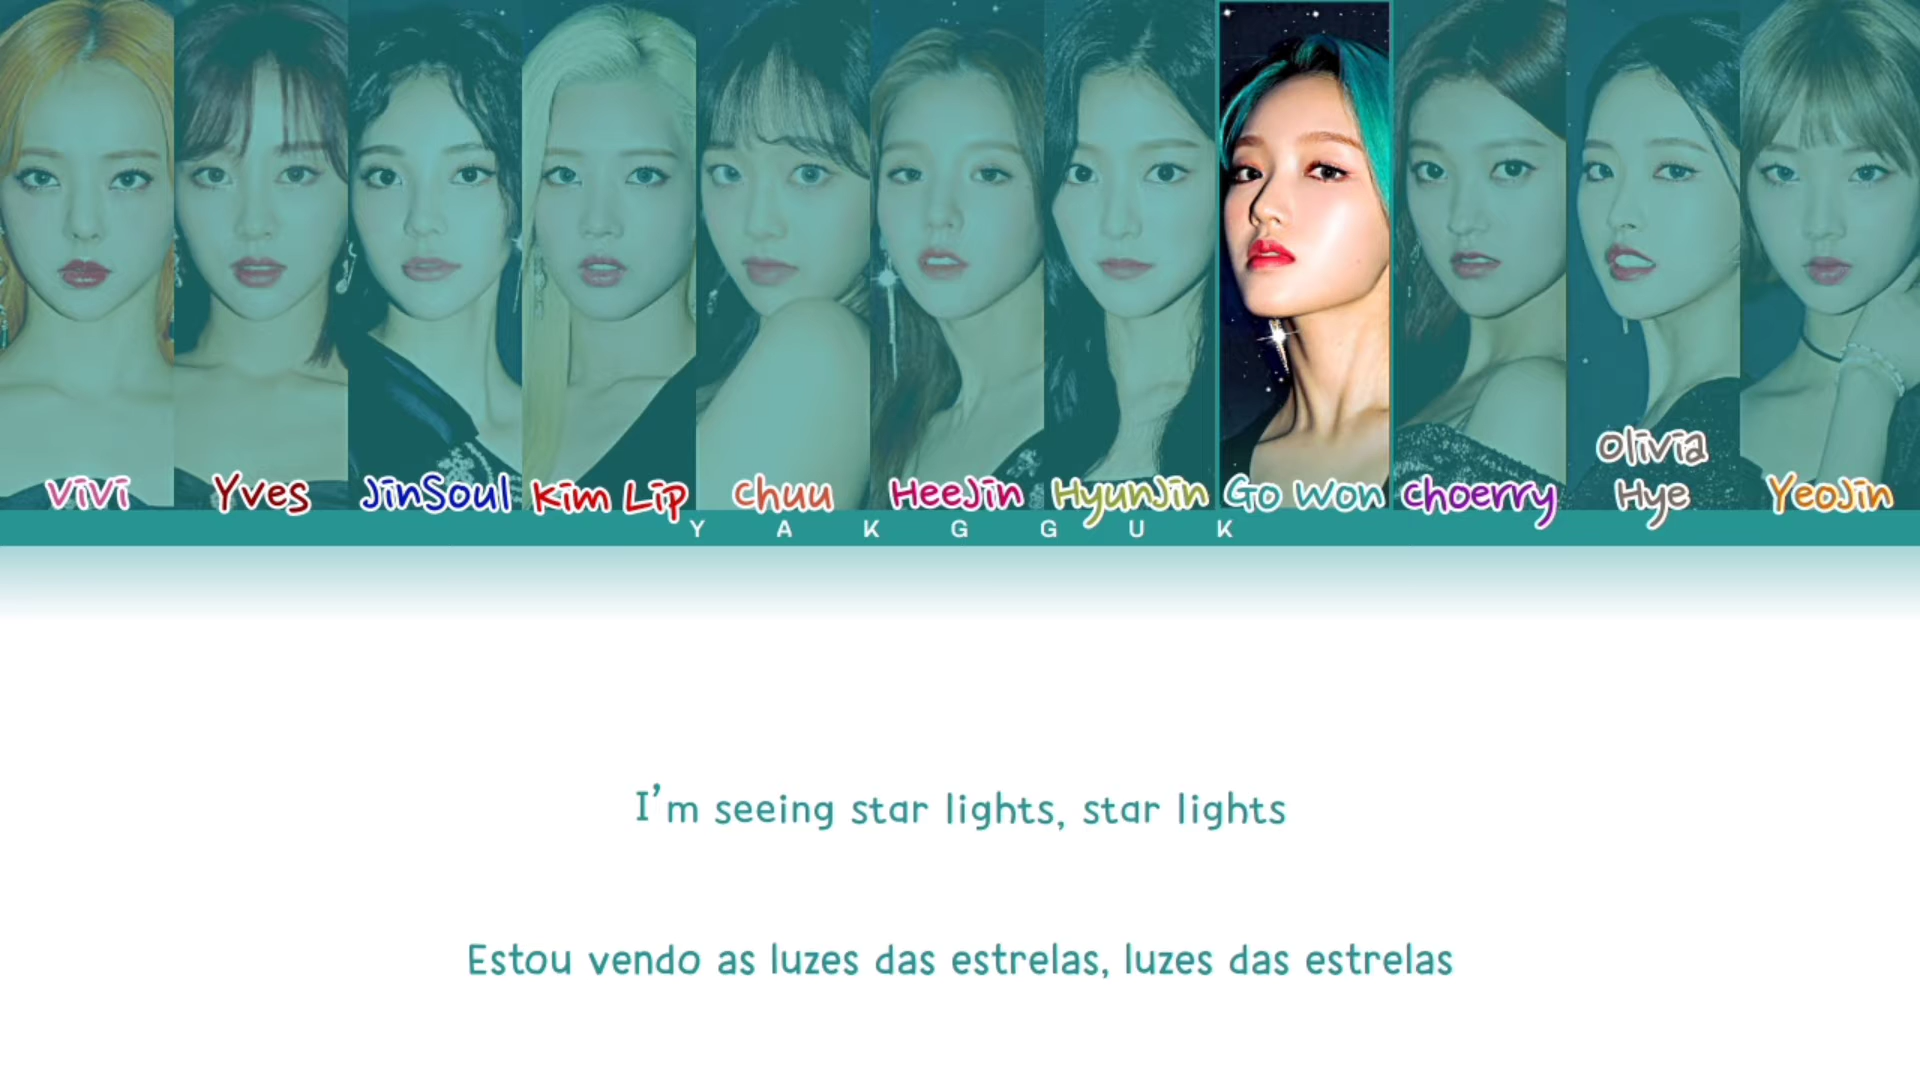 ViVi
Yves
JinSoul
Kim Lip
Chuu
HeeJin
HyunJin
Go Won
Choerry
Olivia
Hye
YeoJin
YAKGGUK
I'm seeing star lights, star lights
Estou vendo as luzes das estrelas, luzes das estrelas